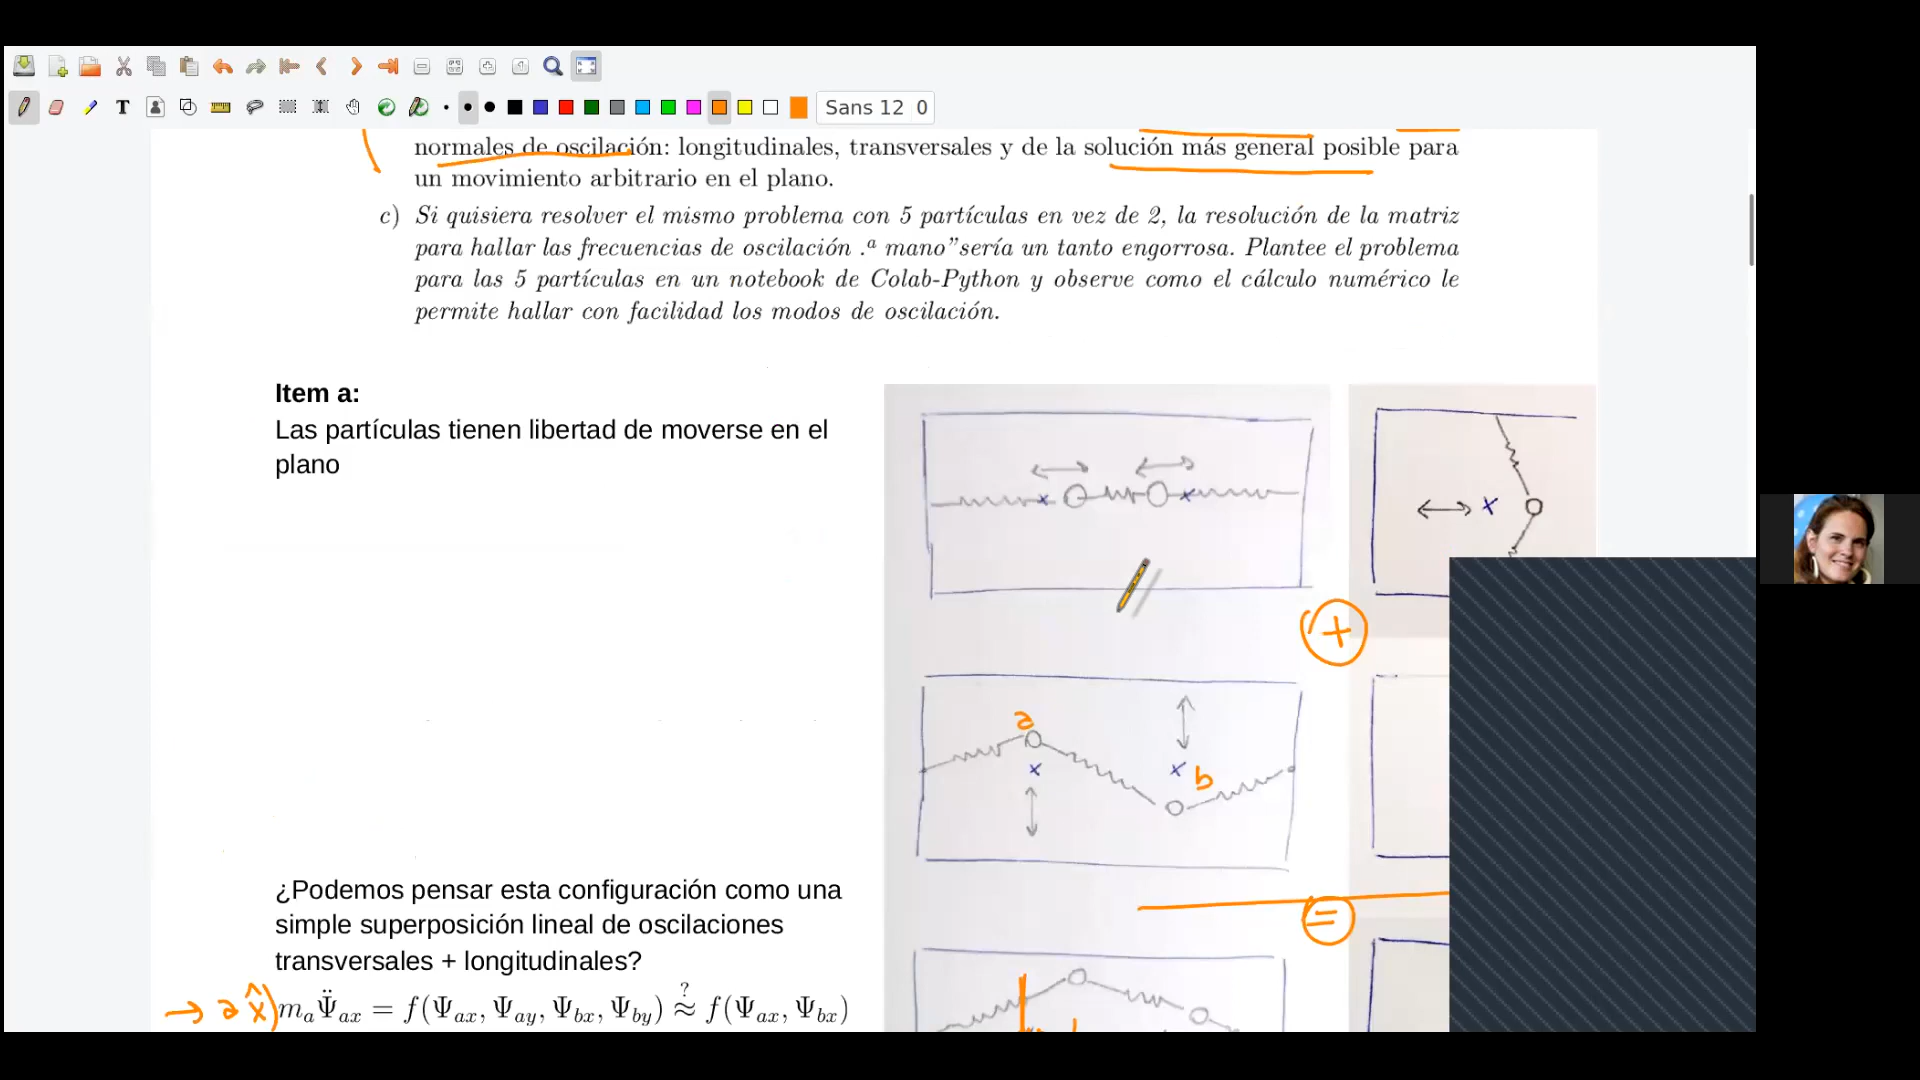 Sans 12 0
normales de oscilación: longitudinales, transversales y de la solución más general posible para
un movimiento arbitrario en el plano.
c) Si quisiera resolver el mismo problema con 5 partículas en vez de 2, la resolución de la matriz
para hallar las frecuencias de oscilación .ª mano”sería un tanto engorrosa. Plantee el problema
para las 5 partículas en un notebook de Colab-Python y observe como el cálculo numérico le
permite hallar con facilidad los modos de oscilación.
Item a:
Las partículas tienen libertad de moverse en el
plano
x x
x
+
a
x x b
¿Podemos pensar esta configuración como una
simple superposición lineal de oscilaciones
transversales + longitudinales?
=
→ a x̂) mₐΨ̈ₐₓ = f(Ψₐₓ, Ψ_ay, Ψ_bx, Ψ_by) ≈? f(Ψₐₓ, Ψ_bx)